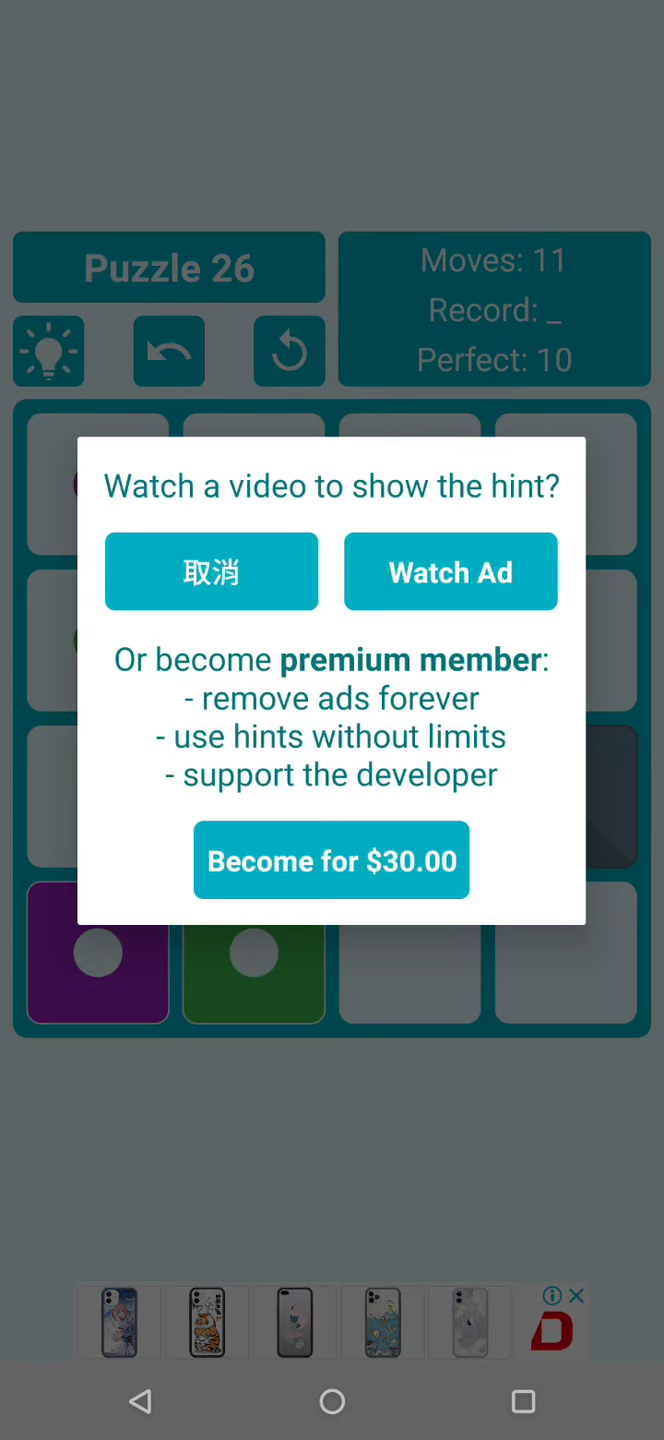 Puzzle 26
Moves: 11
Record: _
Perfect: 10
Watch a video to show the hint?
取消
Watch Ad
Or become premium member:
- remove ads forever
- use hints without limits
- support the developer
Become for $30.00